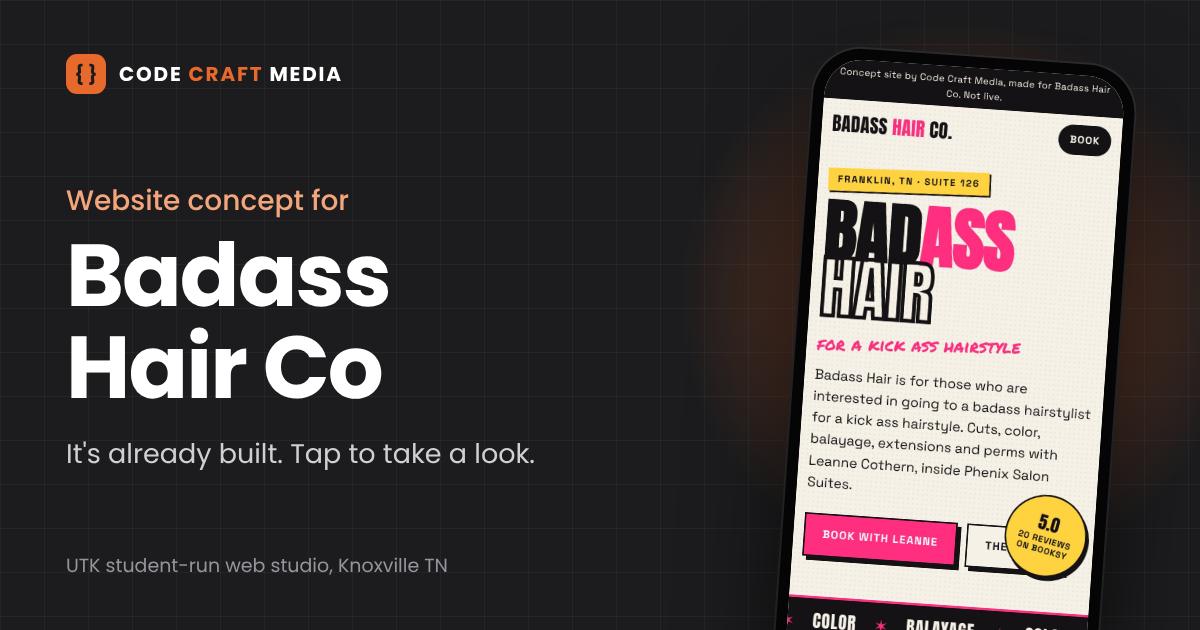 { } CODE CRAFT MEDIA
Website concept for
Badass
Hair Co
It's already built. Tap to take a look.
UTK student-run web studio, Knoxville TN
Concept site by Code Craft Media, made for Badass Hair
Co. Not live.
BADASS HAIR CO.
BOOK
FRANKLIN, TN · SUITE 126
BADASS
HAIR
FOR A KICK ASS HAIRSTYLE
Badass Hair is for those who are
interested in going to a badass hairstylist
for a kick ass hairstyle. Cuts, color,
balayage, extensions and perms with
Leanne Cothern, inside Phenix Salon
Suites.
BOOK WITH LEANNE
5.0
20 REVIEWS
ON BOOKSY
COLOR ✶ BALAYAGE